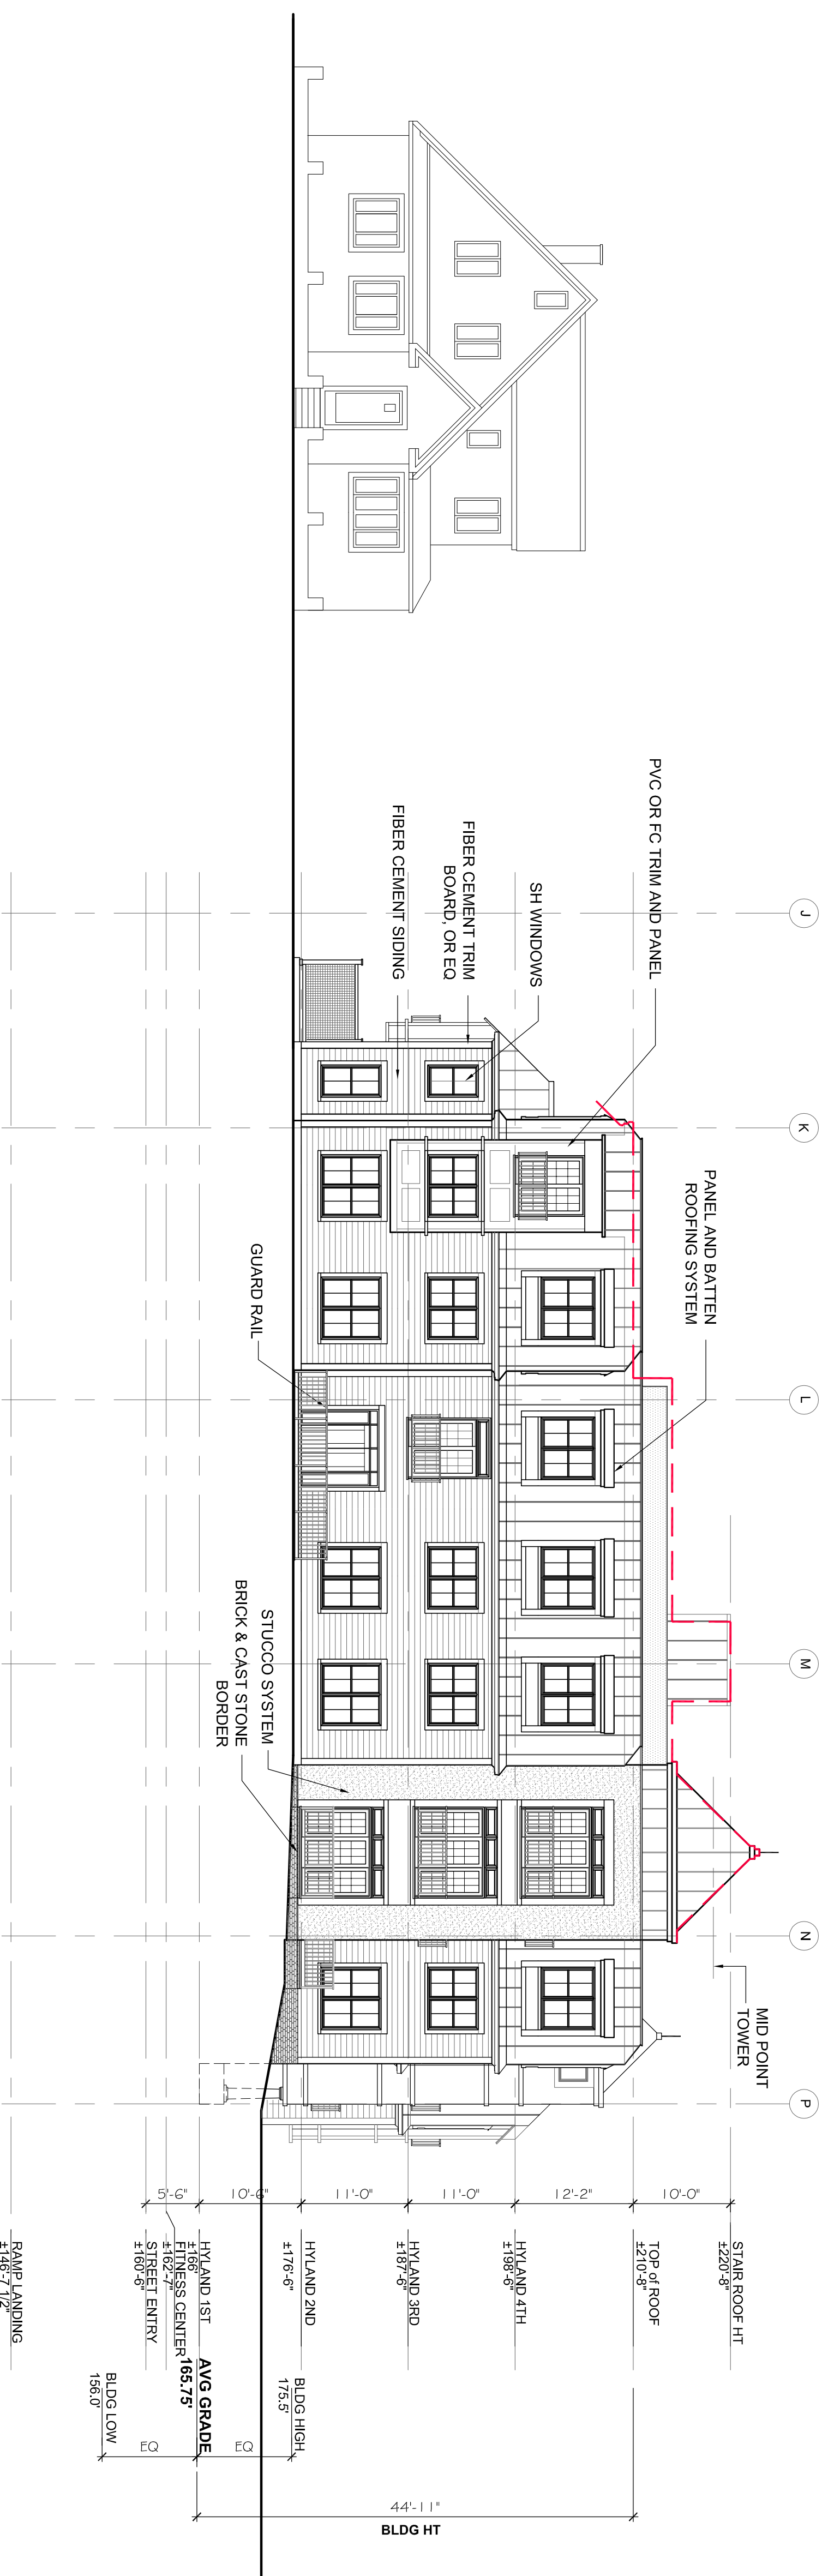 J
K
L
M
N
P
PVC OR FC TRIM AND PANEL
SH WINDOWS
FIBER CEMENT TRIM
BOARD, OR EQ
FIBER CEMENT SIDING
PANEL AND BATTEN
ROOFING SYSTEM
GUARD RAIL
STUCCO SYSTEM
BRICK & CAST STONE
BORDER
MID POINT
TOWER
10'-0"
12'-2"
11'-0"
11'-0"
10'-6"
5'-6"
STAIR ROOF HT
±220'-8"
TOP of ROOF
±210'-8"
HYLAND 4TH
±198'-6"
HYLAND 3RD
±187'-6"
HYLAND 2ND
±176'-6"
HYLAND 1ST
±166'
FITNESS CENTER
±162'-7"
STREET ENTRY
±160'-6"
RAMP LANDING
±146'-7 1/2"
BLDG HIGH
175.5'
AVG GRADE
165.75'
BLDG LOW
156.0'
EQ
EQ
44'-11"
BLDG HT